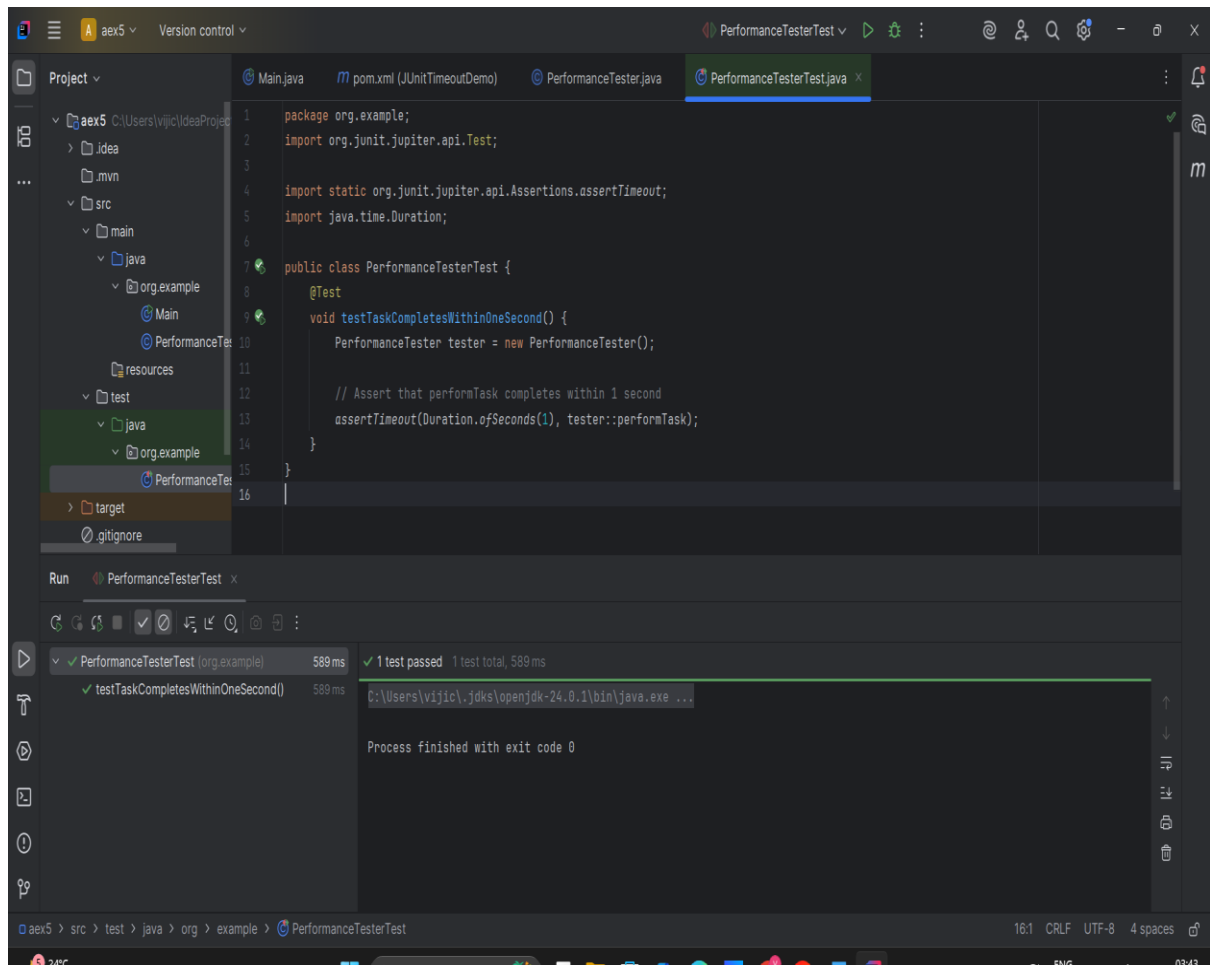 A aex5 Version control PerformanceTesterTest
Project
Main.java
m pom.xml (JUnitTimeoutDemo)
PerformanceTester.java
PerformanceTesterTest.java
aex5 C:\Users\vijic\IdeaProjec
.idea
.mvn
src
main
java
org.example
Main
PerformanceTes
resources
test
java
org.example
PerformanceTes
target
.gitignore
1 package org.example;
2 import org.junit.jupiter.api.Test;
3
4 import static org.junit.jupiter.api.Assertions.assertTimeout;
5 import java.time.Duration;
6
7 public class PerformanceTesterTest {
8 @Test
9 void testTaskCompletesWithinOneSecond() {
10 PerformanceTester tester = new PerformanceTester();
11
12 // Assert that performTask completes within 1 second
13 assertTimeout(Duration.ofSeconds(1), tester::performTask);
14 }
15 }
16
m
Run PerformanceTesterTest
PerformanceTesterTest (org.example) 589 ms
testTaskCompletesWithinOneSecond() 589 ms
1 test passed 1 test total, 589 ms
C:\Users\vijic\.jdks\openjdk-24.0.1\bin\java.exe ...
Process finished with exit code 0
aex5 > src > test > java > org > example > PerformanceTesterTest
16:1 CRLF UTF-8 4 spaces
5 24°C ENG 03:43